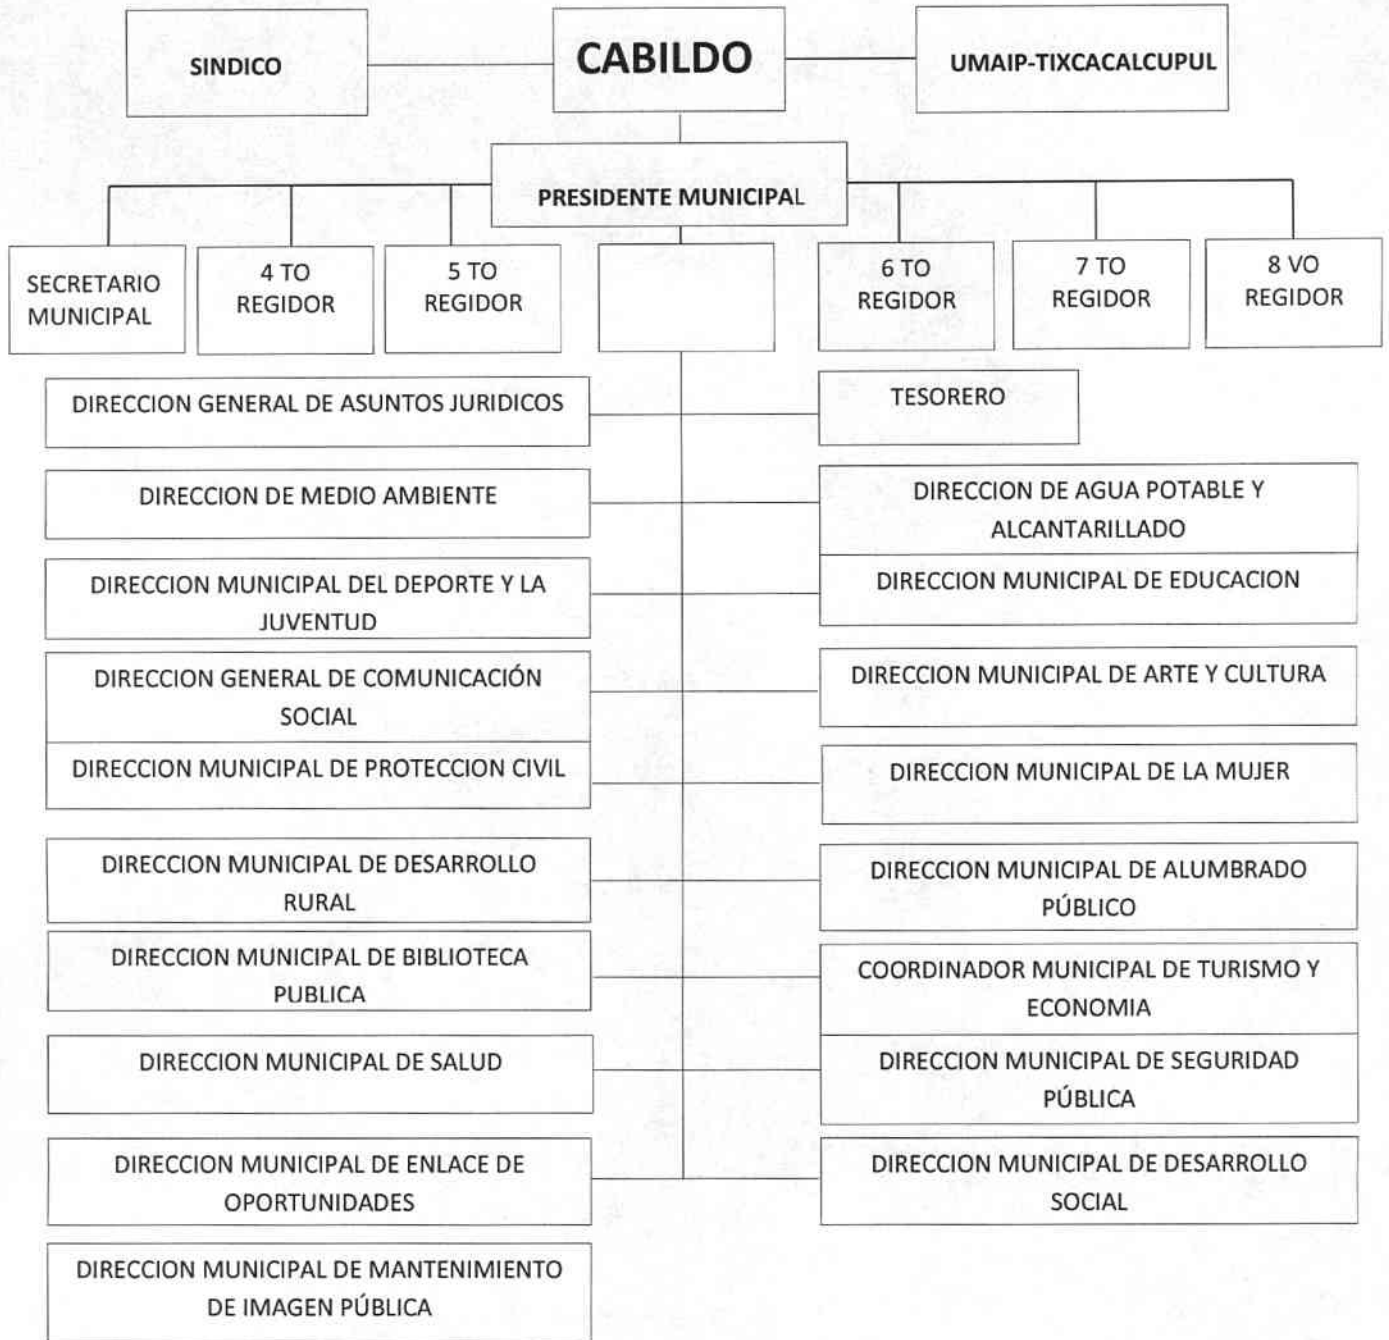 SINDICO
CABILDO
UMAIP-TIXCACALCUPUL
PRESIDENTE MUNICIPAL
SECRETARIO
MUNICIPAL
4 TO
REGIDOR
5 TO
REGIDOR
6 TO
REGIDOR
7 TO
REGIDOR
8 VO
REGIDOR
DIRECCION GENERAL DE ASUNTOS JURIDICOS
TESORERO
DIRECCION DE MEDIO AMBIENTE
DIRECCION DE AGUA POTABLE Y
ALCANTARILLADO
DIRECCION MUNICIPAL DEL DEPORTE Y LA
JUVENTUD
DIRECCION MUNICIPAL DE EDUCACION
DIRECCION GENERAL DE COMUNICACIÓN
SOCIAL
DIRECCION MUNICIPAL DE ARTE Y CULTURA
DIRECCION MUNICIPAL DE PROTECCION CIVIL
DIRECCION MUNICIPAL DE LA MUJER
DIRECCION MUNICIPAL DE DESARROLLO
RURAL
DIRECCION MUNICIPAL DE ALUMBRADO
PÚBLICO
DIRECCION MUNICIPAL DE BIBLIOTECA
PUBLICA
COORDINADOR MUNICIPAL DE TURISMO Y
ECONOMIA
DIRECCION MUNICIPAL DE SALUD
DIRECCION MUNICIPAL DE SEGURIDAD
PÚBLICA
DIRECCION MUNICIPAL DE ENLACE DE
OPORTUNIDADES
DIRECCION MUNICIPAL DE DESARROLLO
SOCIAL
DIRECCION MUNICIPAL DE MANTENIMIENTO
DE IMAGEN PÚBLICA